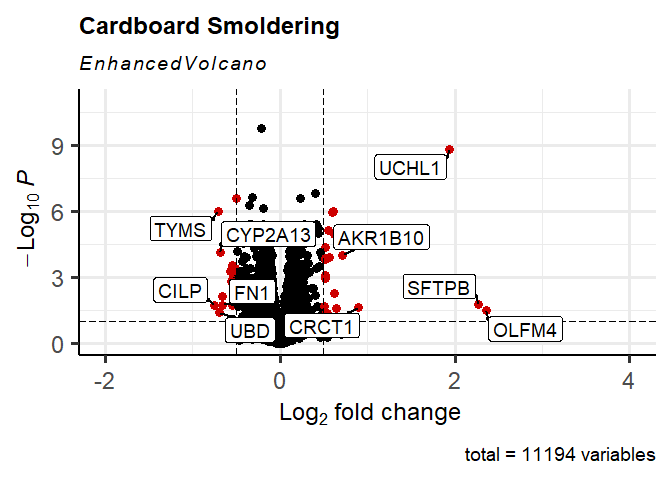 Cardboard Smoldering
EnhancedVolcano
−Log₁₀ P
9
6
3
0
UCHL1
TYMS
CYP2A13
AKR1B10
CILP
FN1
SFTPB
UBD
CRCT1
OLFM4
-2 0 2 4
Log₂ fold change
total = 11194 variables